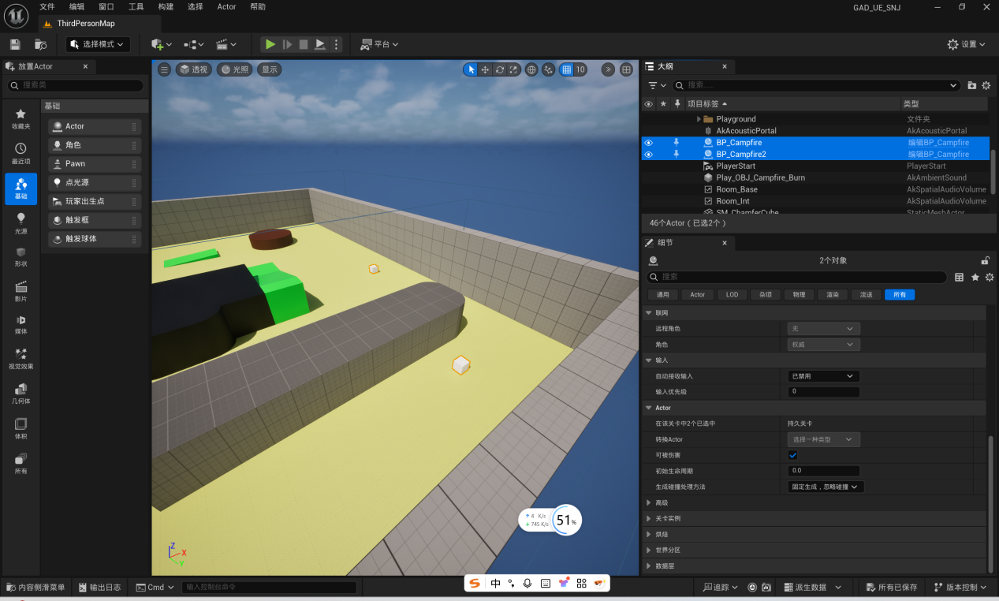 文件 编辑 窗口 工具 构建 选择 Actor 帮助
GAD_UE_SNJ
ThirdPersonMap
选择模式
平台
设置
放置Actor
搜索类
收藏夹
最近项
基础
光源
形状
影片
媒体
视觉效果
几何体
体积
所有
基础
Actor
角色
Pawn
点光源
玩家出生点
触发框
触发球体
透视 光照 显示
10
Z
X
Y
4 K/s
745 K/s
51%
大纲
搜索......
项目标签 类型
Playground 文件夹
AkAcousticPortal AkAcousticPortal
BP_Campfire 编辑BP_Campfire
BP_Campfire2 编辑BP_Campfire
PlayerStart PlayerStart
Play_OBJ_Campfire_Burn AkAmbientSound
Room_Base AkSpatialAudioVolume
Room_Int AkSpatialAudioVolume
SM_ChamferCube StaticMeshActor
46个Actor（已选2个）
细节
2个对象
搜索
通用 Actor LOD 杂项 物理 渲染 流送 所有
联网
远程角色 无
角色 权威
输入
自动接收输入 已禁用
输入优先级 0
Actor
在该关卡中2个已选中 持久关卡
转换Actor 选择一种类型
可被伤害
初始生命周期 0.0
生成碰撞处理方法 固定生成，忽略碰撞
高级
关卡实例
烘焙
世界分区
数据层
内容侧滑菜单 输出日志 Cmd 输入控制台命令
中
追踪 派生数据 所有已保存 版本控制